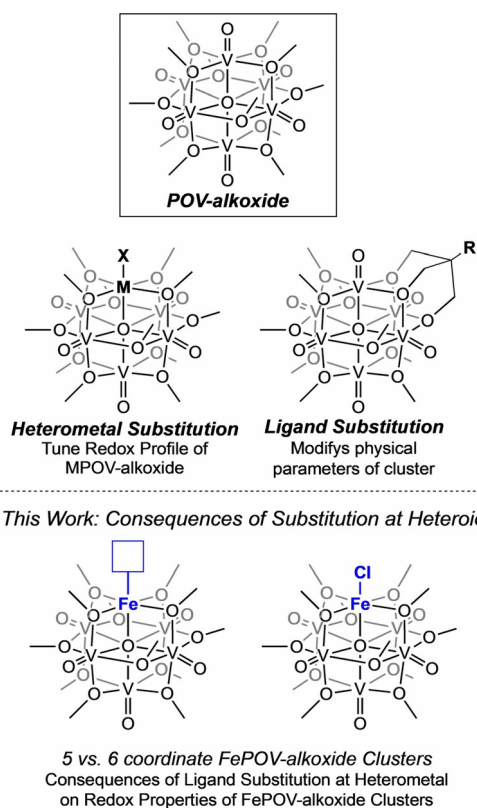 POV-alkoxide
X
M
R
Heterometal Substitution
Tune Redox Profile of
MPOV-alkoxide
Ligand Substitution
Modifys physical
parameters of cluster
This Work: Consequences of Substitution at Heteroi
Fe
Cl
Fe
5 vs. 6 coordinate FePOV-alkoxide Clusters
Consequences of Ligand Substitution at Heterometal
on Redox Properties of FePOV-alkoxide Clusters